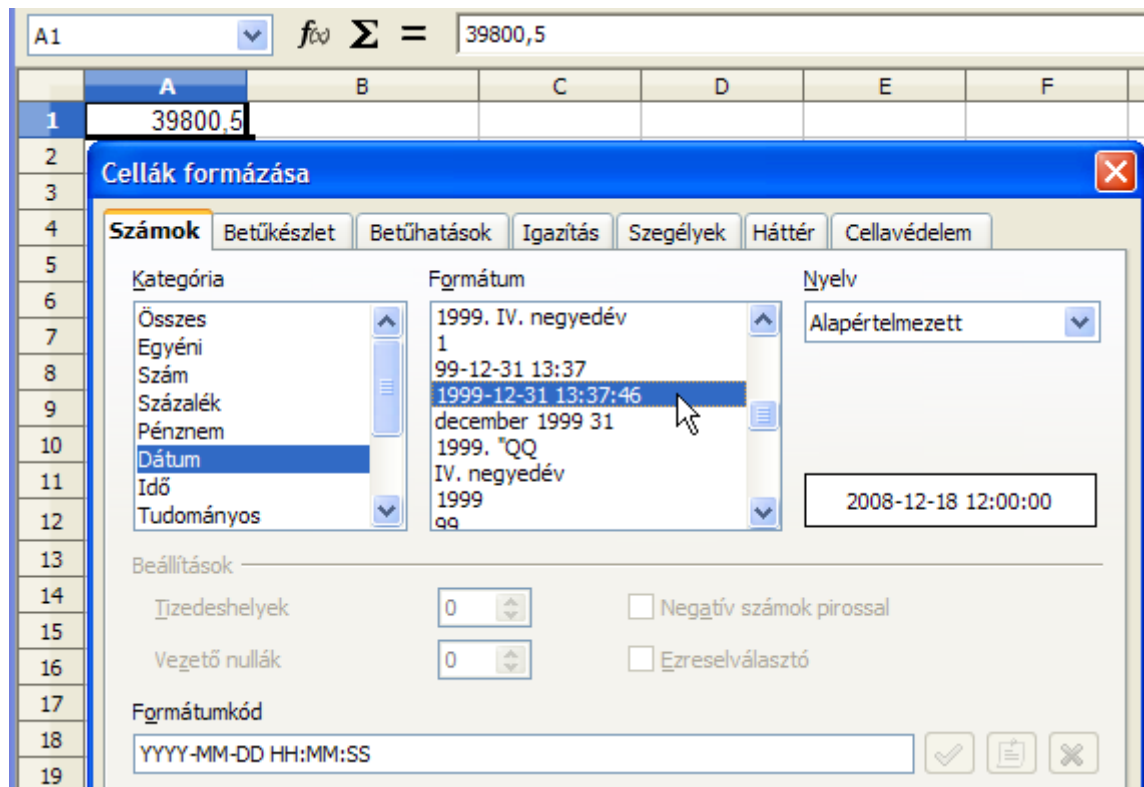 A1 f(x) Σ = 39800,5
A B C D E F
1 39800,5
2
3
4
5
6
7
8
9
10
11
12
13
14
15
16
17
18
19
Cellák formázása
Számok Betűkészlet Betűhatások Igazítás Szegélyek Háttér Cellavédelem
Kategória
Összes
Egyéni
Szám
Százalék
Pénznem
Dátum
Idő
Tudományos
Formátum
1999. IV. negyedév
1
99-12-31 13:37
1999-12-31 13:37:46
december 1999 31
1999. "QQ
IV. negyedév
1999
99
Nyelv
Alapértelmezett
2008-12-18 12:00:00
Beállítások
Tizedeshelyek 0 Negatív számok pirossal
Vezető nullák 0 Ezreselválasztó
Formátumkód
YYYY-MM-DD HH:MM:SS